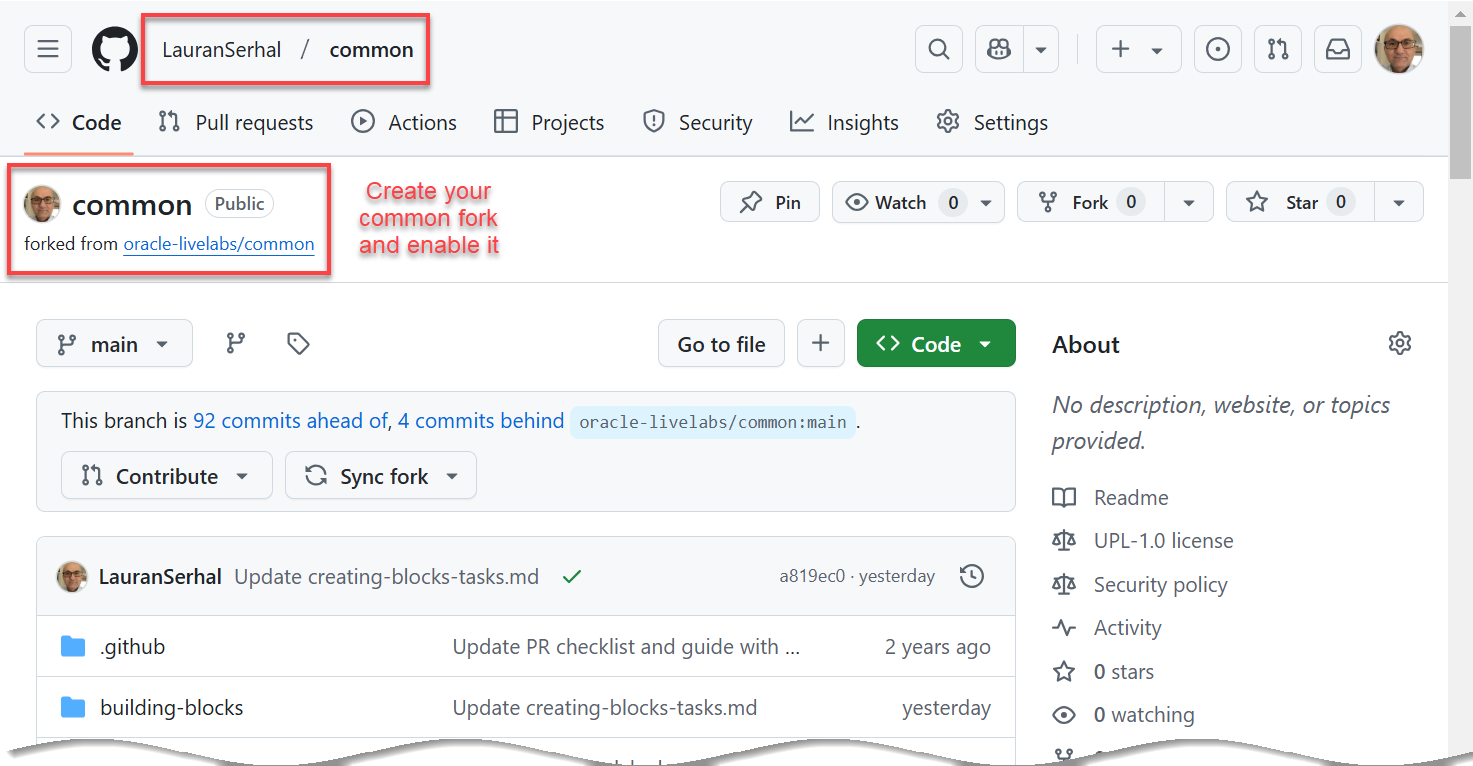 LauranSerhal / common
Code Pull requests Actions Projects Security Insights Settings
common Public
forked from oracle-livelabs/common
Create your
common fork
and enable it
Pin Watch 0 Fork 0 Star 0
main Go to file Code
This branch is 92 commits ahead of, 4 commits behind oracle-livelabs/common:main .
Contribute Sync fork
LauranSerhal Update creating-blocks-tasks.md a819ec0 · yesterday
.github Update PR checklist and guide with ... 2 years ago
building-blocks Update creating-blocks-tasks.md yesterday
About
No description, website, or topics
provided.
Readme
UPL-1.0 license
Security policy
Activity
0 stars
0 watching